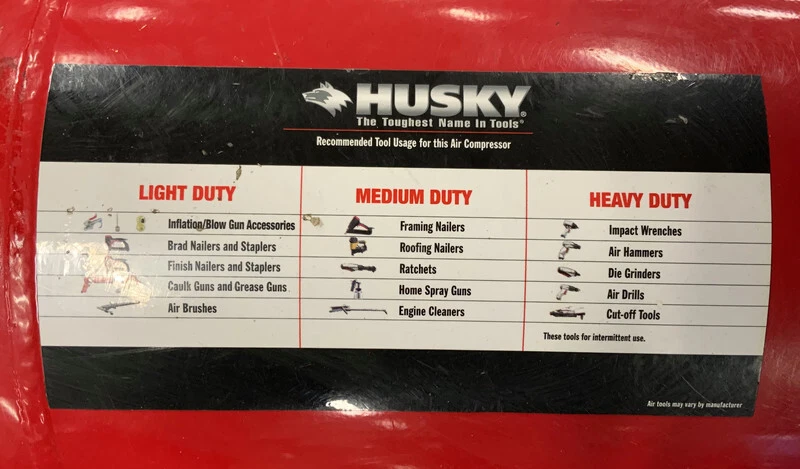 HUSKY®
The Toughest Name In Tools®
Recommended Tool Usage for this Air Compressor
LIGHT DUTY
Inflation/Blow Gun Accessories
Brad Nailers and Staplers
Finish Nailers and Staplers
Caulk Guns and Grease Guns
Air Brushes
MEDIUM DUTY
Framing Nailers
Roofing Nailers
Ratchets
Home Spray Guns
Engine Cleaners
HEAVY DUTY
Impact Wrenches
Air Hammers
Die Grinders
Air Drills
Cut-off Tools
These tools for intermittent use.
Air tools may vary by manufacturer